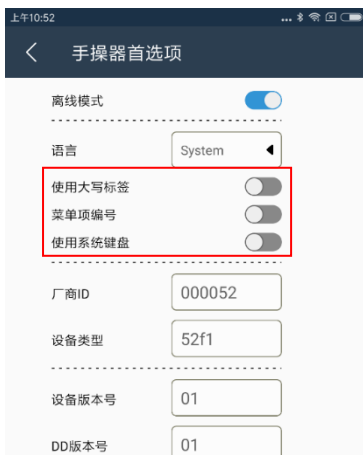 上午10:52 ...
手操器首选项
离线模式
语言 System
使用大写标签
菜单项编号
使用系统键盘
厂商ID 000052
设备类型 52f1
设备版本号 01
DD版本号 01